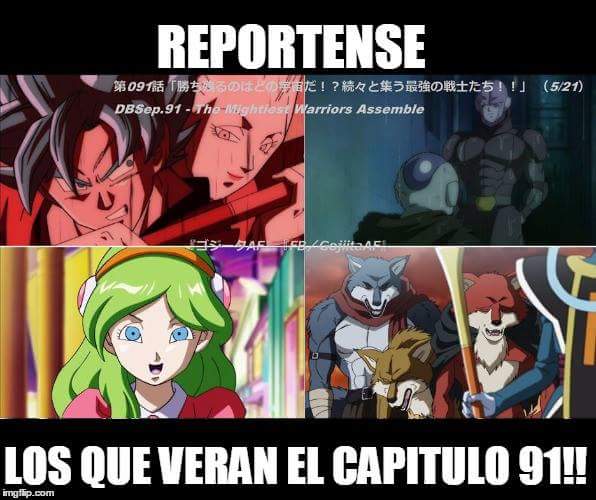 REPORTENSE
第091話「勝ち残るのはどの宇宙だ!?続々と集う最強の戦士たち!!」 (5/21)
DBSep.91 - The Mightiest Warriors Assemble
『ゴジータAF』
FB/GojiitaAF』
LOS QUE VERAN EL CAPITULO 91!!
imgflip.com